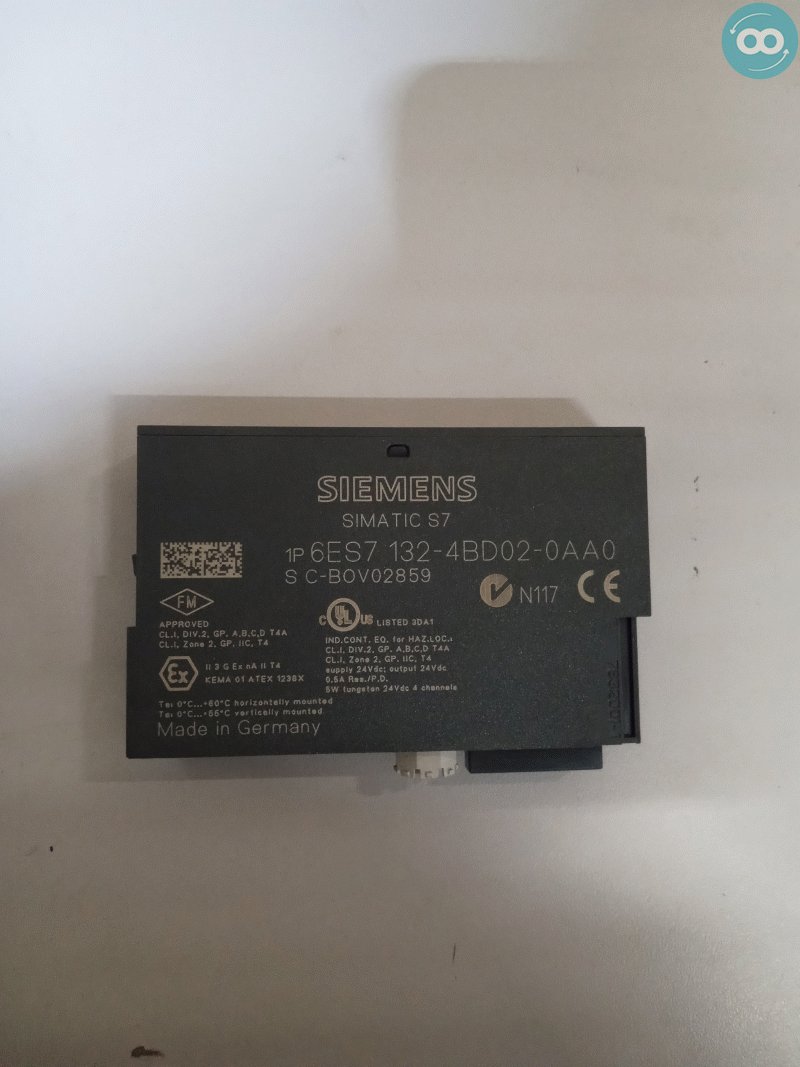 SIEMENS
SIMATIC S7
1P 6ES7 132-4BD02-0AA0
S C-B0V02859
N117 CE
FM
APPROVED
CL.I, DIV.2, GP. A,B,C,D T4A
CL.I, Zone 2, GP. IIC, T4
Ex
II 3 G Ex nA II T4
KEMA 01 ATEX 1238X
C UL US LISTED 3DA1
IND.CONT. EQ. for HAZ.LOC.:
CL.I, DIV.2, GP. A,B,C,D T4A
CL.I, Zone 2, GP. IIC, T4
supply 24Vdc; output 24Vdc
0.5A Res./P.D.
5W tungsten 24Vdc 4 channels
Ta: 0°C...+60°C horizontally mounted
Ta: 0°C...+55°C vertically mounted
Made in Germany